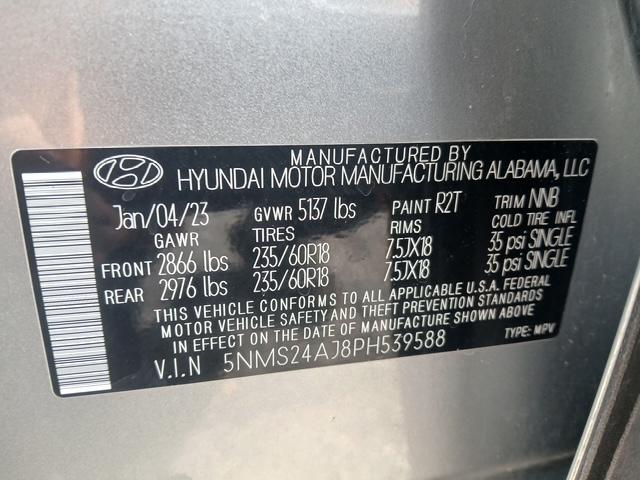 MANUFACTURED BY
HYUNDAI MOTOR MANUFACTURING ALABAMA, LLC
Jan/04/23 GVWR 5137 lbs PAINT R2T TRIM NNB
GAWR TIRES RIMS COLD TIRE INFL
FRONT 2866 lbs 235/60R18 7.5JX18 35 psi SINGLE
REAR 2976 lbs 235/60R18 7.5JX18 35 psi SINGLE
THIS VEHICLE CONFORMS TO ALL APPLICABLE U.S.A. FEDERAL
MOTOR VEHICLE SAFETY AND THEFT PREVENTION STANDARDS
IN EFFECT ON THE DATE OF MANUFACTURE SHOWN ABOVE
V.I.N 5NMS24AJ8PH539588 TYPE: MPV